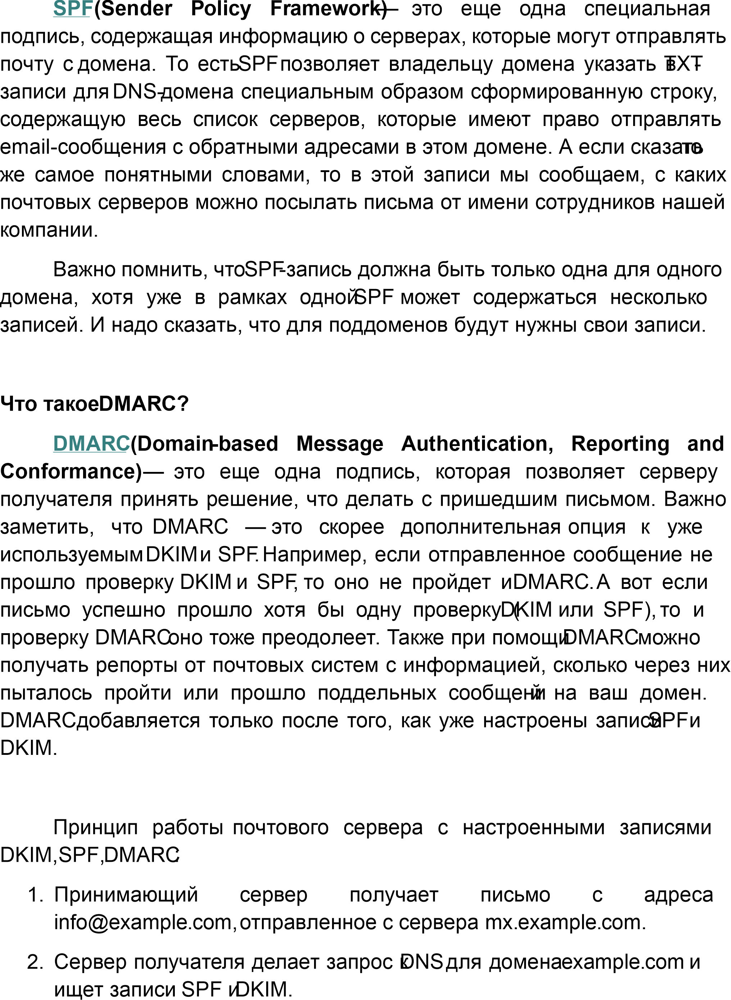 SPF (Sender Policy Framework) — это еще одна специальная
подпись, содержащая информацию о серверах, которые могут отправлять
почту с домена. То есть SPF позволяет владельцу домена указать в TXT-
записи для DNS-домена специальным образом сформированную строку,
содержащую весь список серверов, которые имеют право отправлять
email-сообщения с обратными адресами в этом домене. А если сказать то
же самое понятными словами, то в этой записи мы сообщаем, с каких
почтовых серверов можно посылать письма от имени сотрудников нашей
компании.
Важно помнить, что SPF-запись должна быть только одна для одного
домена, хотя уже в рамках одной SPF может содержаться несколько
записей. И надо сказать, что для поддоменов будут нужны свои записи.
Что такое DMARC?
DMARC (Domain-based Message Authentication, Reporting and
Conformance) — это еще одна подпись, которая позволяет серверу
получателя принять решение, что делать с пришедшим письмом. Важно
заметить, что DMARC — это скорее дополнительная опция к уже
используемым DKIM и SPF. Например, если отправленное сообщение не
прошло проверку DKIM и SPF, то оно не пройдет и DMARC. А вот если
письмо успешно прошло хотя бы одну проверку (DKIM или SPF), то и
проверку DMARC оно тоже преодолеет. Также при помощи DMARC можно
получать репорты от почтовых систем с информацией, сколько через них
пыталось пройти или прошло поддельных сообщений на ваш домен.
DMARC добавляется только после того, как уже настроены записи SPF и
DKIM.
Принцип работы почтового сервера с настроенными записями
DKIM, SPF, DMARC:
1. Принимающий сервер получает письмо с адреса
info@example.com, отправленное с сервера mx.example.com.
2. Сервер получателя делает запрос к DNS для домена example.com и
ищет записи SPF и DKIM.